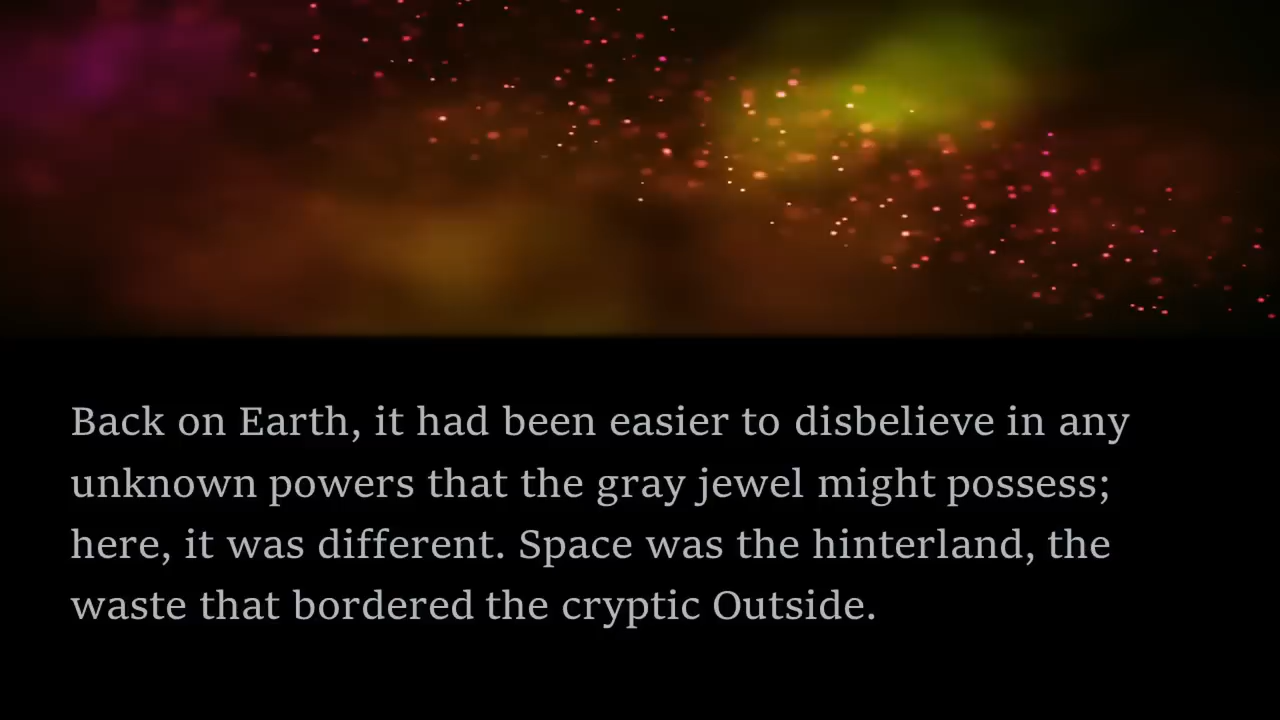 Back on Earth, it had been easier to disbelieve in any
unknown powers that the gray jewel might possess;
here, it was different. Space was the hinterland, the
waste that bordered the cryptic Outside.